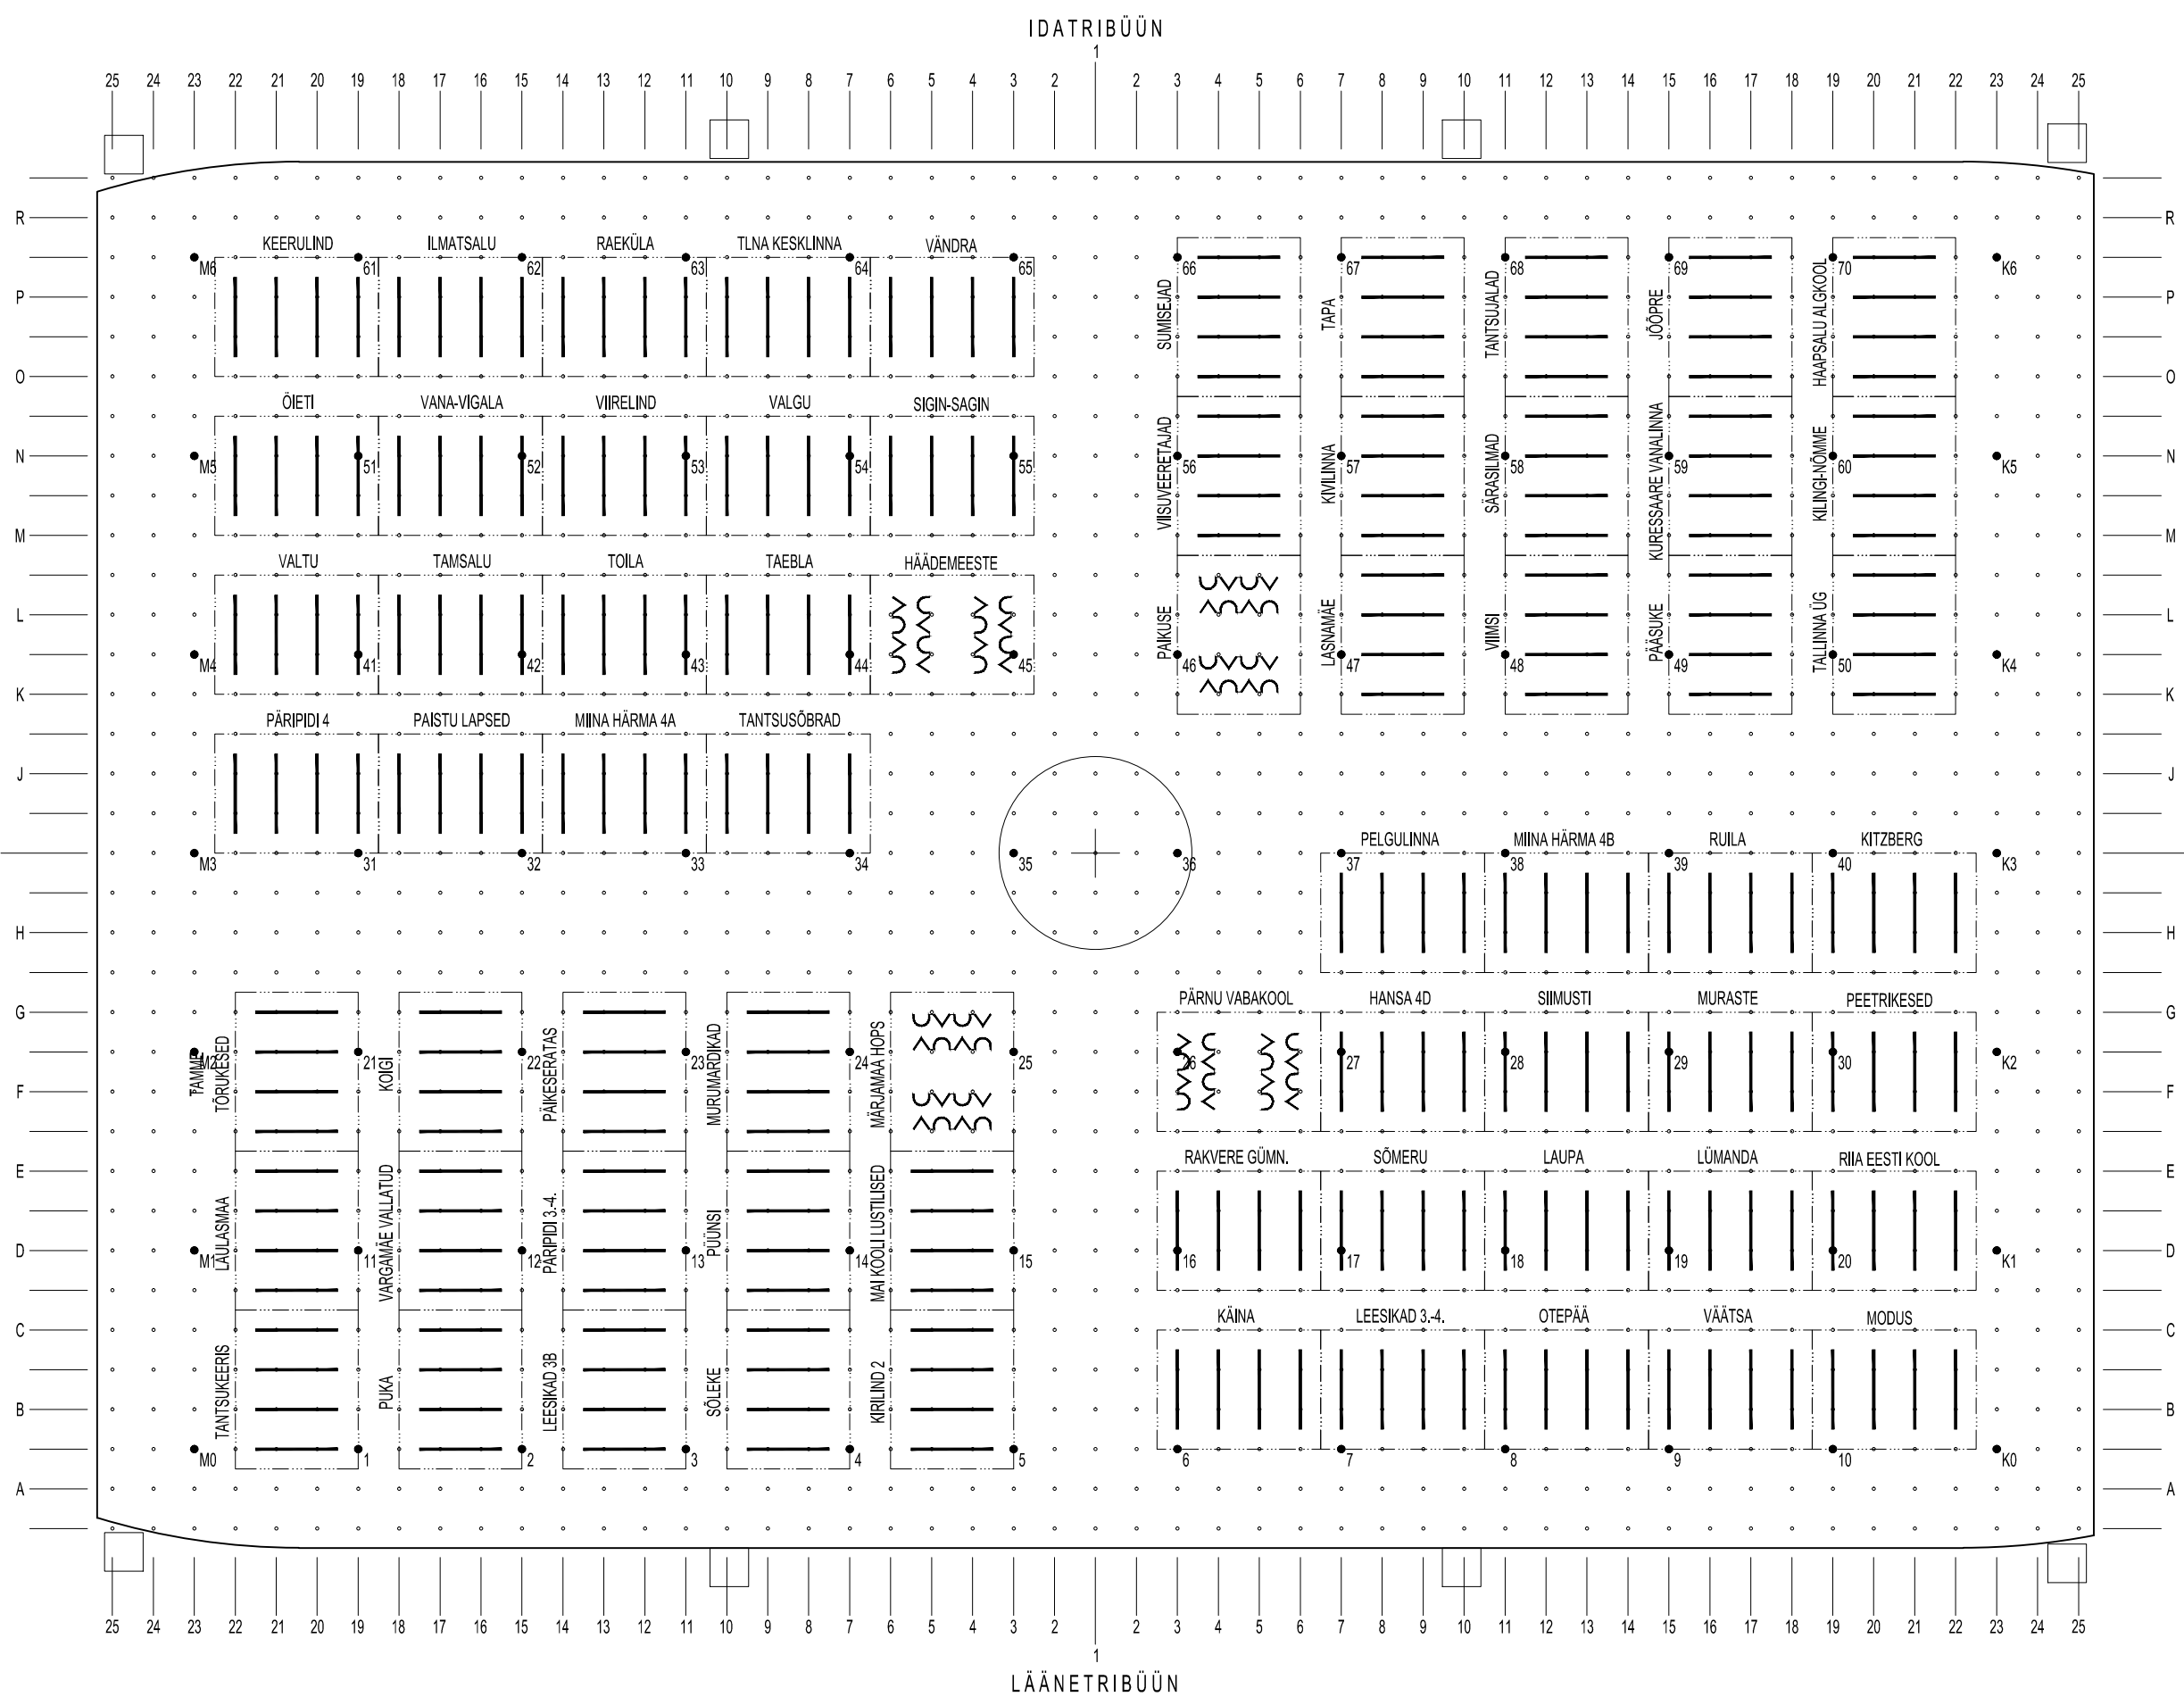 IDATRIBÜÜN
1
25 24 23 22 21 20 19 18 17 16 15 14 13 12 11 10 9 8 7 6 5 4 3 2 2 3 4 5 6 7 8 9 10 11 12 13 14 15 16 17 18 19 20 21 22 23 24 25
R R
KEERULIND ILMATSALU RAEKÜLA TLNA KESKLINNA VÄNDRA
M6 61 62 63 64 65 66 67 68 69 70 K6
P P
SUMISEJAD TAPA TANTSUJALAD JÕÕPRE HAAPSALU ALGKOOL
O O
ÕIETI VANA-VIGALA VIIRELIND VALGU SIGIN-SAGIN
N N
M5 51 52 53 54 55 56 57 58 59 60 K5
VIISUVEERETAJAD KIVILINNA SÄRASILMAD KURESSAARE VANALINNA KILINGI-NÕMME
M M
VALTU TAMSALU TOILA TAEBLA HÄÄDEMEESTE
L L
PAIKUSE LASNAMÄE VIIMSI PÄÄSUKE TALLINNA ÜG
M4 41 42 43 44 45 46 47 48 49 50 K4
K K
PÄRIPIDI 4 PAISTU LAPSED MIINA HÄRMA 4A TANTSUSÕBRAD
J J
PELGULINNA MIINA HÄRMA 4B RUILA KITZBERG
M3 31 32 33 34 35 36 37 38 39 40 K3
H H
PÄRNU VABAKOOL HANSA 4D SIIMUSTI MURASTE PEETRIKESED
G G
TAMME
TÕRUKESED KOIGI PÄIKESERATAS MURUMARDIKAD MÄRJAMAA HOPS
M2 21 22 23 24 25 26 27 28 29 30 K2
F F
RAKVERE GÜMN. SÕMERU LAUPA LÜMANDA RIIA EESTI KOOL
E E
LAULASMAA VARGAMÄE VALLATUD PÄRIPIDI 3.-4. PÜÜNSI MAI KOOLI LUSTILISED
D D
M1 11 12 13 14 15 16 17 18 19 20 K1
KÄINA LEESIKAD 3.-4. OTEPÄÄ VÄÄTSA MODUS
C C
TANTSUKEERIS PUKA LEESIKAD 3B SÕLEKE KIRILIND 2
B B
M0 1 2 3 4 5 6 7 8 9 10 K0
A A
25 24 23 22 21 20 19 18 17 16 15 14 13 12 11 10 9 8 7 6 5 4 3 2 2 3 4 5 6 7 8 9 10 11 12 13 14 15 16 17 18 19 20 21 22 23 24 25
1
LÄÄNETRIBÜÜN